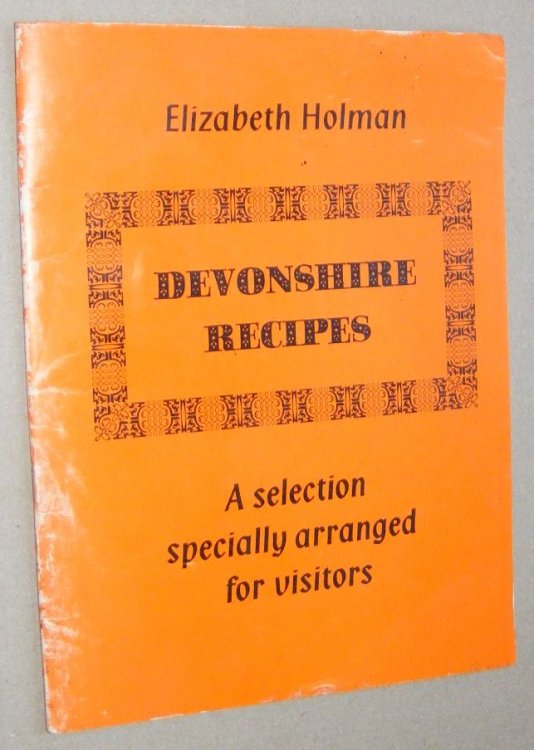 Elizabeth Holman
DEVONSHIRE
RECIPES
A selection
specially arranged
for visitors